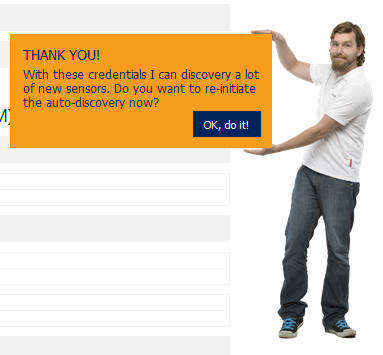 THANK YOU!
With these credentials I can discovery a lot
of new sensors. Do you want to re-initiate
the auto-discovery now?
OK, do it!
M)